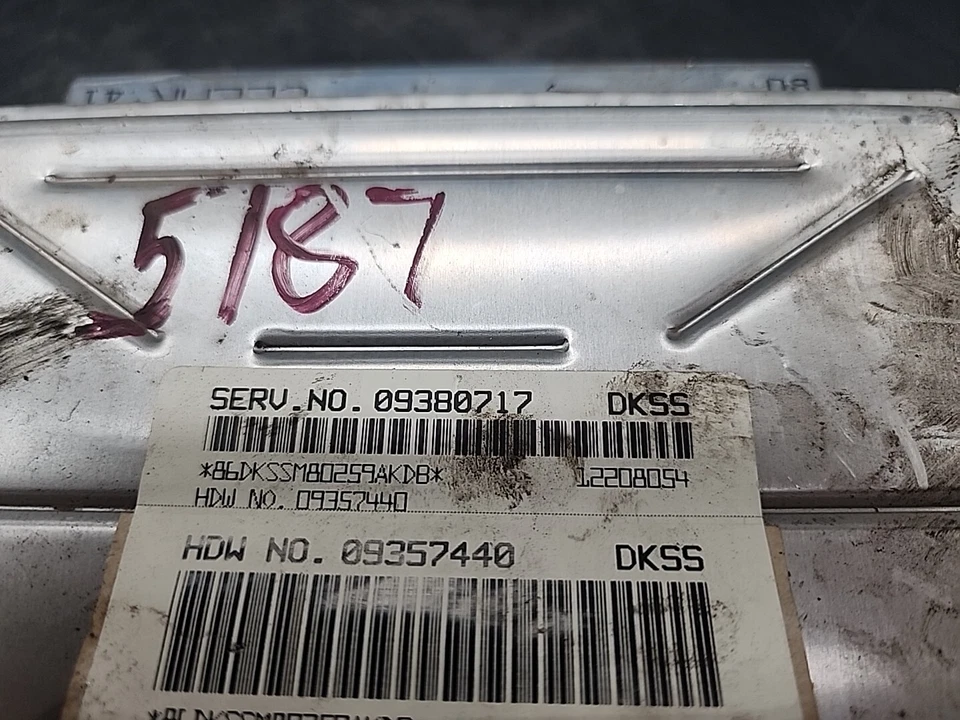 5187
SERV.NO. 09380717 DKSS
*86DKSSM80259AKDB* 12208054
HDW NO. 09357440
HDW NO. 09357440 DKSS